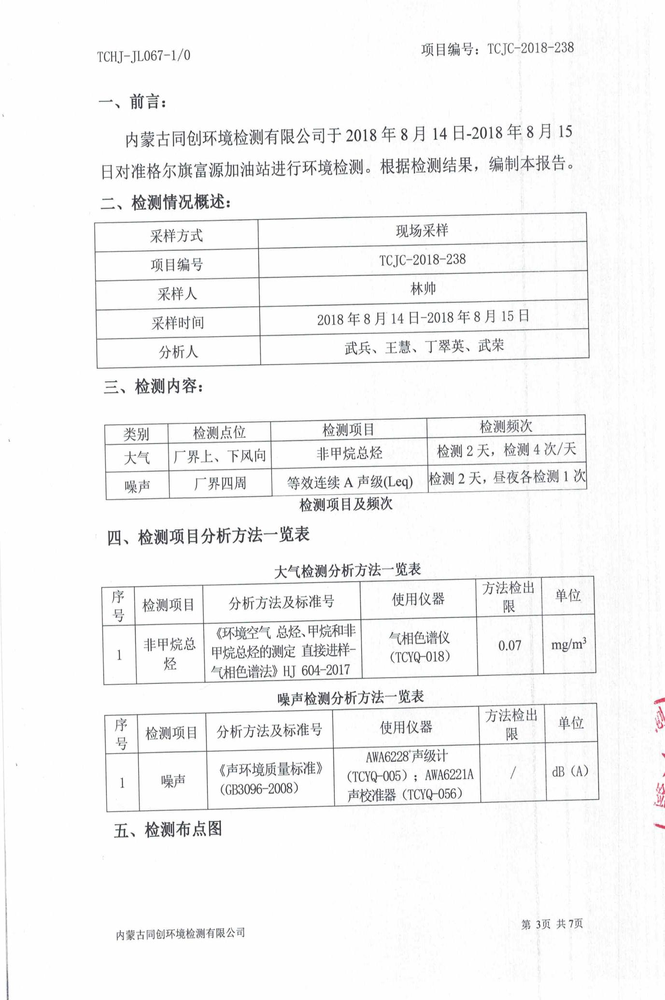 TCHJ-JL067-1/0
项目编号：TCJC-2018-238
一、前言：
内蒙古同创环境检测有限公司于 2018 年 8 月 14 日-2018 年 8 月 15
日对准格尔旗富源加油站进行环境检测。根据检测结果，编制本报告。
二、检测情况概述：
采样方式 现场采样
项目编号 TCJC-2018-238
采样人 林帅
采样时间 2018 年 8 月 14 日-2018 年 8 月 15 日
分析人 武兵、王慧、丁翠英、武荣
三、检测内容：
类别 检测点位 检测项目 检测频次
大气 厂界上、下风向 非甲烷总烃 检测 2 天，检测 4 次/天
噪声 厂界四周 等效连续 A 声级(Leq) 检测 2 天，昼夜各检测 1 次
检测项目及频次
四、检测项目分析方法一览表
大气检测分析方法一览表
序
号
检测项目
分析方法及标准号
使用仪器
方法检出
限
单位
1
非甲烷总
烃
《环境空气 总烃、甲烷和非
甲烷总烃的测定 直接进样-
气相色谱法》HJ 604-2017
气相色谱仪
（TCYQ-018）
0.07
mg/m³
噪声检测分析方法一览表
序
号
检测项目
分析方法及标准号
使用仪器
方法检出
限
单位
1
噪声
《声环境质量标准》
（GB3096-2008）
AWA6228⁺声级计
（TCYQ-005）；AWA6221A
声校准器（TCYQ-056）
/
dB（A）
五、检测布点图
内蒙古同创环境检测有限公司
第 3页 共 7页